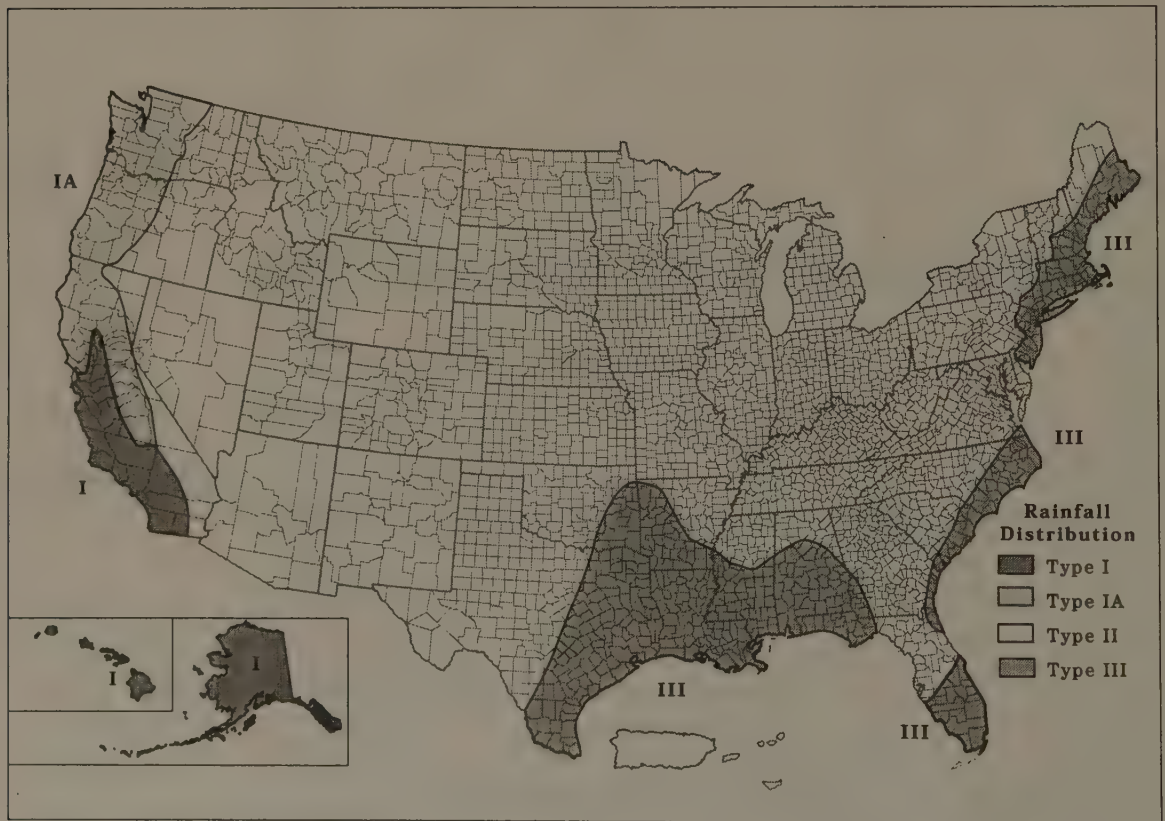 IA
III
III
I
Rainfall
Distribution
Type I
Type IA
Type II
Type III
I
I
III
III